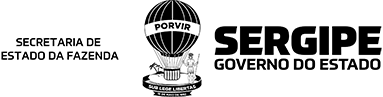 SECRETARIA DE
ESTADO DA FAZENDA
PORVIR
SUB LEGE LIBERTAS
SERGIPE
GOVERNO DO ESTADO